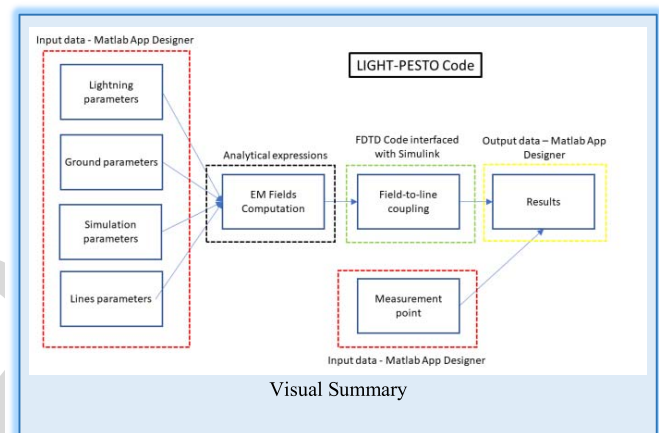 Input data - Matlab App Designer
LIGHT-PESTO Code
Lightning
parameters
Ground parameters
Simulation
parameters
Lines parameters
Analytical expressions
EM Fields
Computation
FDTD Code interfaced
with Simulink
Field-to-line
coupling
Output data – Matlab App
Designer
Results
Measurement
point
Input data - Matlab App Designer
Visual Summary